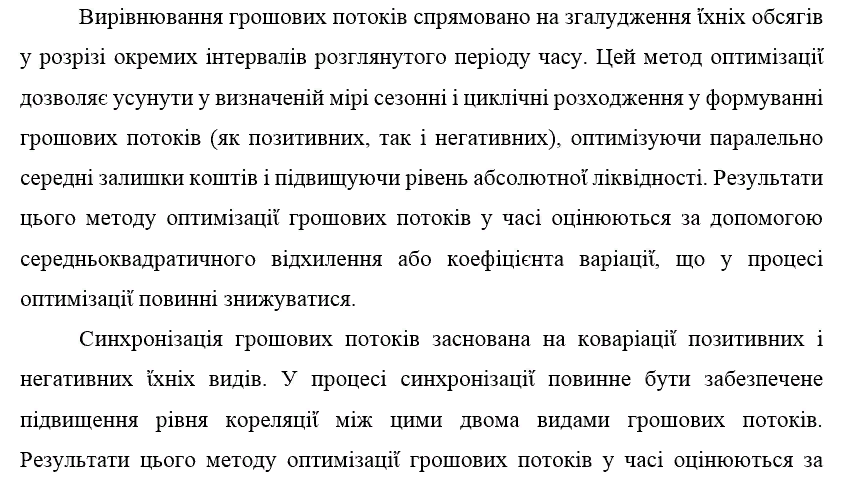 Вирівнювання грошових потоків спрямовано на згалудження їхніх обсягів
у розрізі окремих інтервалів розглянутого періоду часу. Цей метод оптимізації
дозволяє усунути у визначеній мірі сезонні і циклічні розходження у формуванні
грошових потоків (як позитивних, так і негативних), оптимізуючи паралельно
середні залишки коштів і підвищуючи рівень абсолютної ліквідності. Результати
цього методу оптимізації грошових потоків у часі оцінюються за допомогою
середньоквадратичного відхилення або коефіцієнта варіації, що у процесі
оптимізації повинні знижуватися.
Синхронізація грошових потоків заснована на коваріації позитивних і
негативних їхніх видів. У процесі синхронізації повинне бути забезпечене
підвищення рівня кореляції між цими двома видами грошових потоків.
Результати цього методу оптимізації грошових потоків у часі оцінюються за